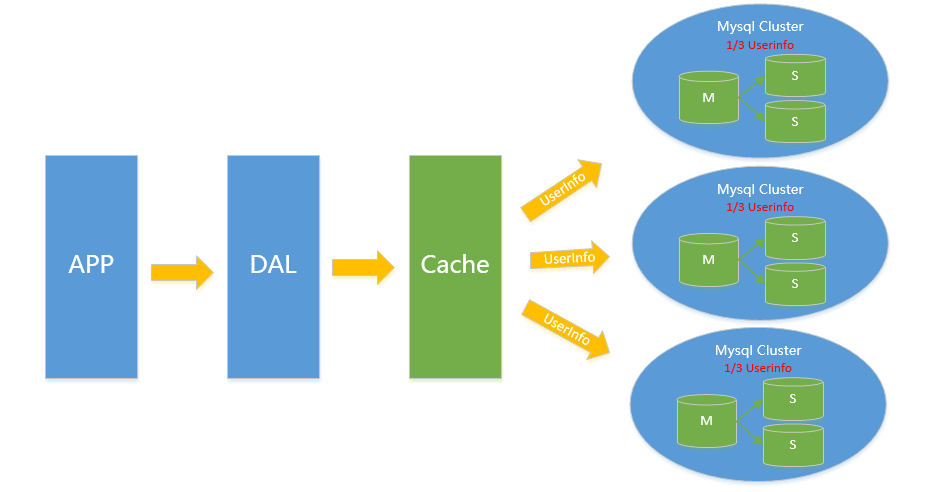 APP
DAL
Cache
UserInfo
UserInfo
UserInfo
Mysql Cluster
1/3 Userinfo
M
S
S
Mysql Cluster
1/3 Userinfo
M
S
S
Mysql Cluster
1/3 Userinfo
M
S
S